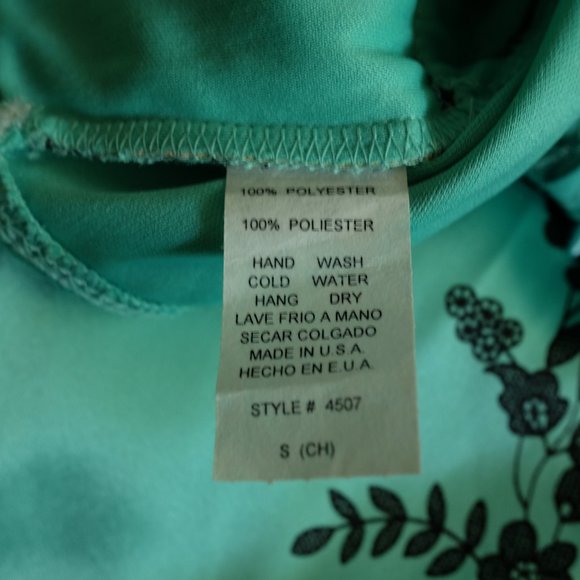 100% POLYESTER
100% POLIESTER
HAND WASH
COLD WATER
HANG DRY
LAVE FRIO A MANO
SECAR COLGADO
MADE IN U.S.A.
HECHO EN E.U.A.
STYLE # 4507
S (CH)